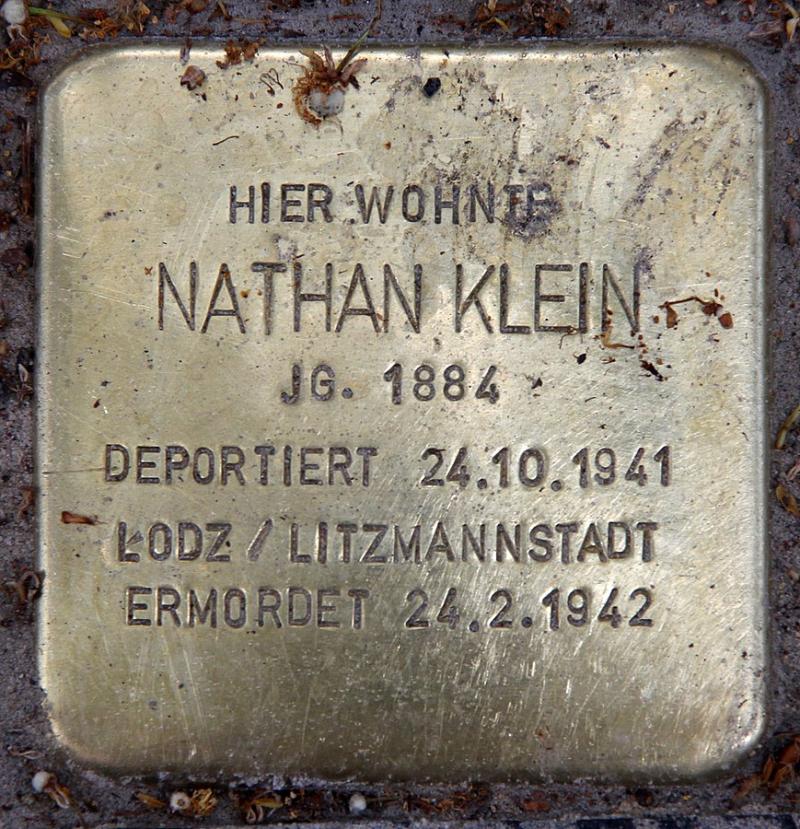 HIER WOHNTE
NATHAN KLEIN
JG. 1884
DEPORTIERT 24.10.1941
ŁODZ / LITZMANNSTADT
ERMORDET 24.2.1942